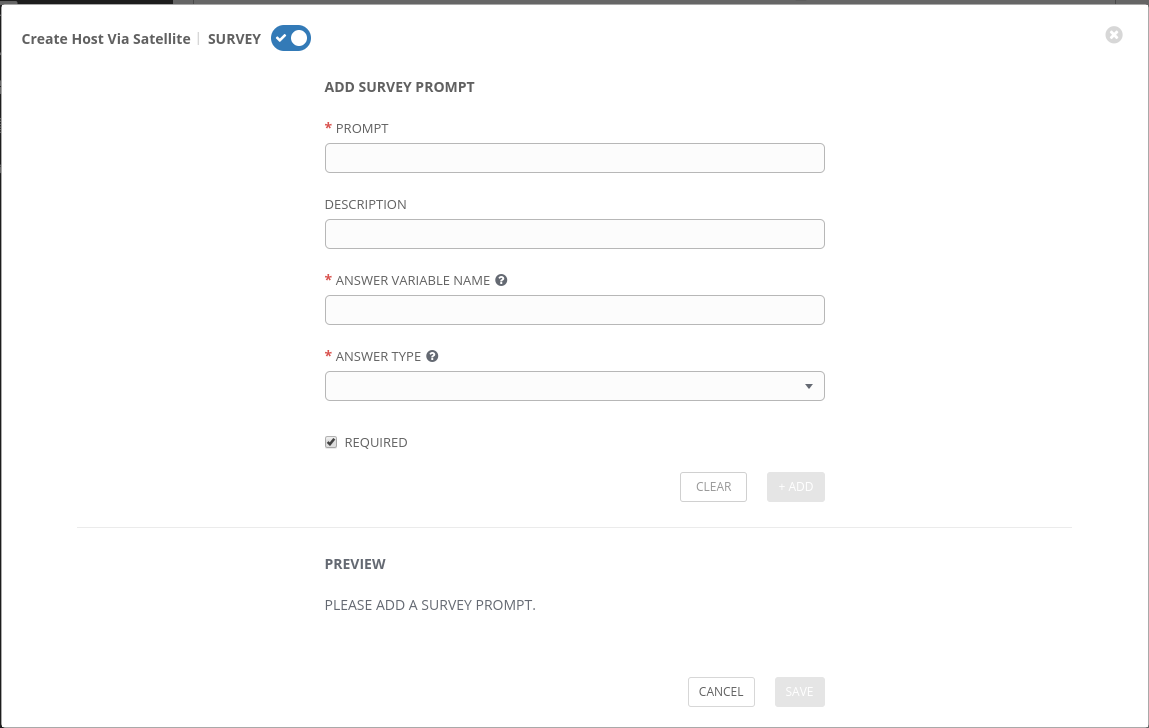 Create Host Via Satellite | SURVEY
ADD SURVEY PROMPT
* PROMPT
DESCRIPTION
* ANSWER VARIABLE NAME ?
* ANSWER TYPE ?
REQUIRED
CLEAR + ADD
PREVIEW
PLEASE ADD A SURVEY PROMPT.
CANCEL SAVE